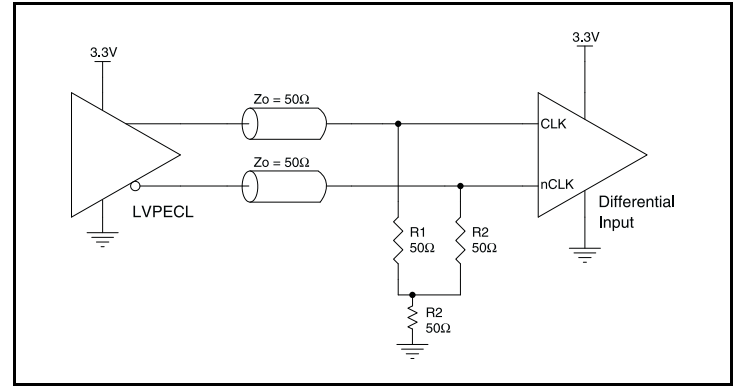 3.3V
3.3V
Zo = 50Ω
CLK
Zo = 50Ω
nCLK
LVPECL
Differential
Input
R1
50Ω
R2
50Ω
R2
50Ω